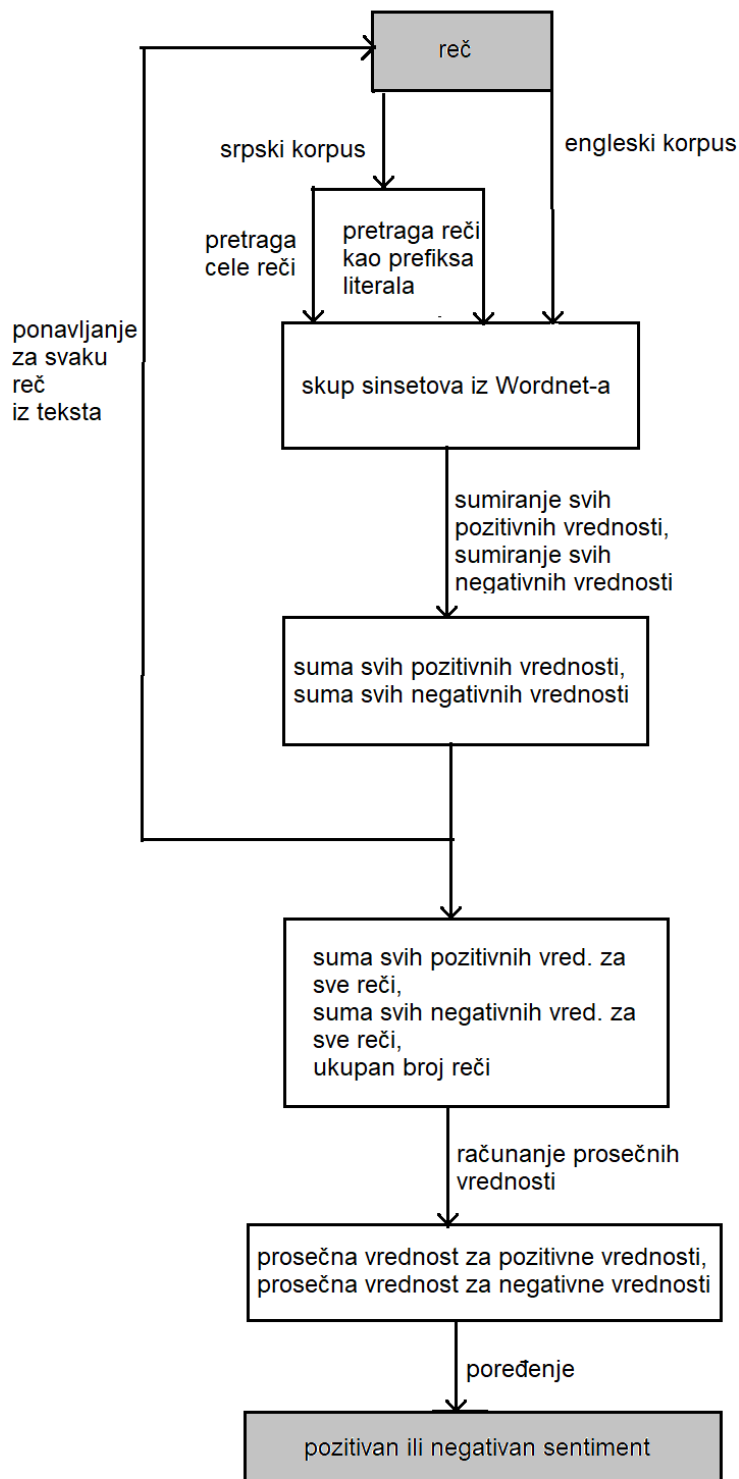 reč
srpski korpus
engleski korpus
pretraga
cele reči
pretraga reči
kao prefiksa
literala
ponavljanje
za svaku
reč
iz teksta
skup sinsetova iz Wordnet-a
sumiranje svih
pozitivnih vrednosti,
sumiranje svih
negativnih vrednosti
suma svih pozitivnih vrednosti,
suma svih negativnih vrednosti
suma svih pozitivnih vred. za
sve reči,
suma svih negativnih vred. za
sve reči,
ukupan broj reči
računanje prosečnih
vrednosti
prosečna vrednost za pozitivne vrednosti,
prosečna vrednost za negativne vrednosti
poređenje
pozitivan ili negativan sentiment